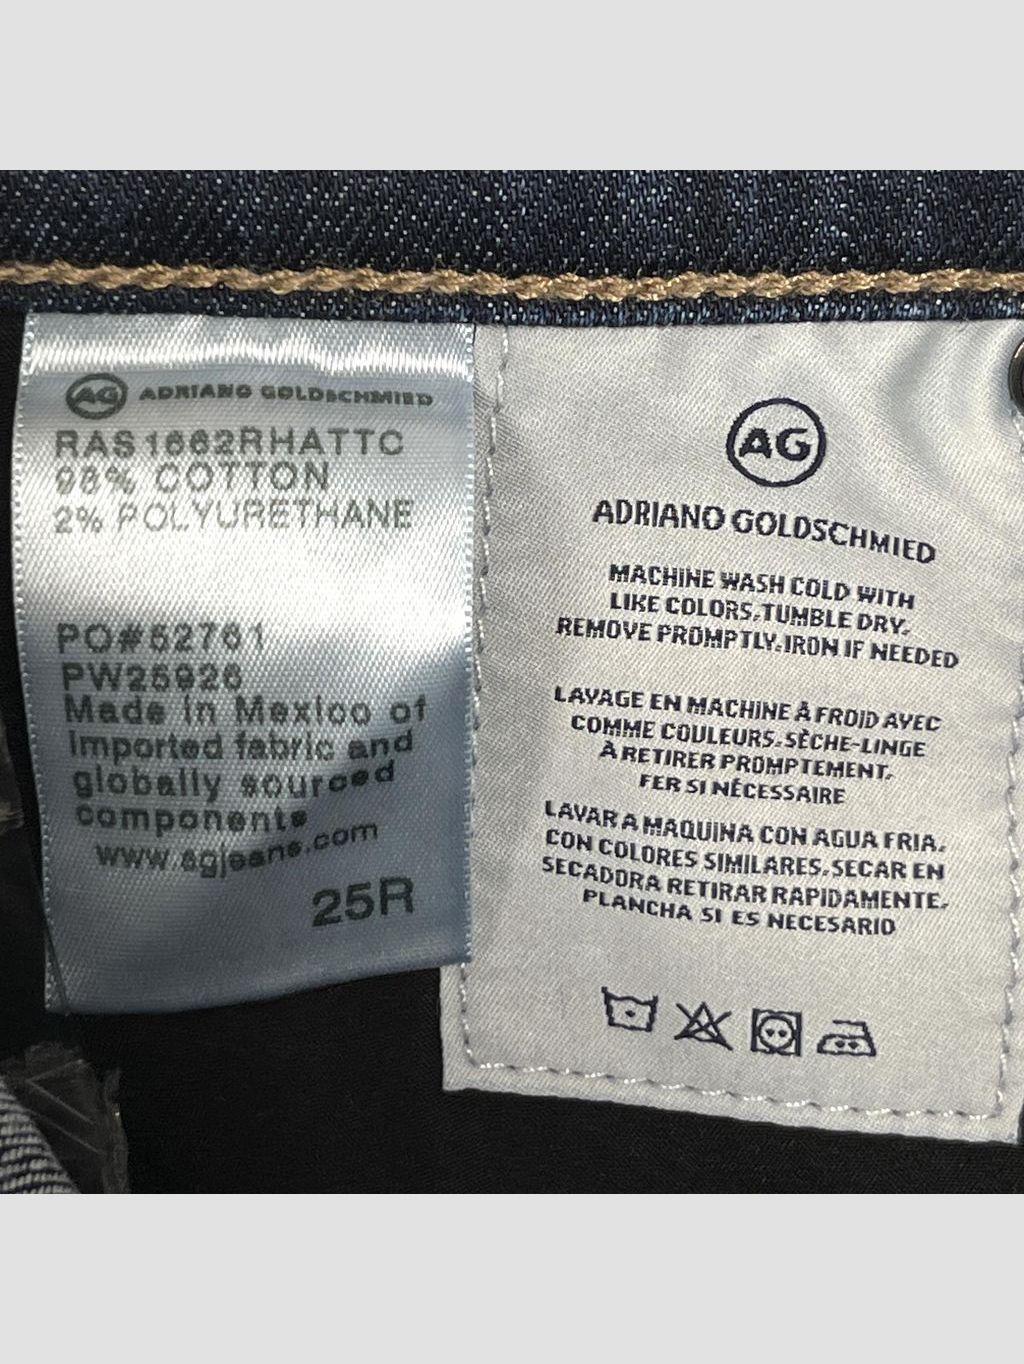 AG ADRIANO GOLDSCHMIED
RAS1662RHATTC
98% COTTON
2% POLYURETHANE
PO#52761
PW25926
Made in Mexico of
imported fabric and
globally sourced
components
www.agjeans.com
25R
AG
ADRIANO GOLDSCHMIED
MACHINE WASH COLD WITH
LIKE COLORS.TUMBLE DRY.
REMOVE PROMPTLY.IRON IF NEEDED
LAVAGE EN MACHINE À FROID AVEC
COMME COULEURS.SÈCHE-LINGE
À RETIRER PROMPTEMENT.
FER SI NÉCESSAIRE
LAVAR A MAQUINA CON AGUA FRIA.
CON COLORES SIMILARES.SECAR EN
SECADORA RETIRAR RAPIDAMENTE.
PLANCHA SI ES NECESARIO